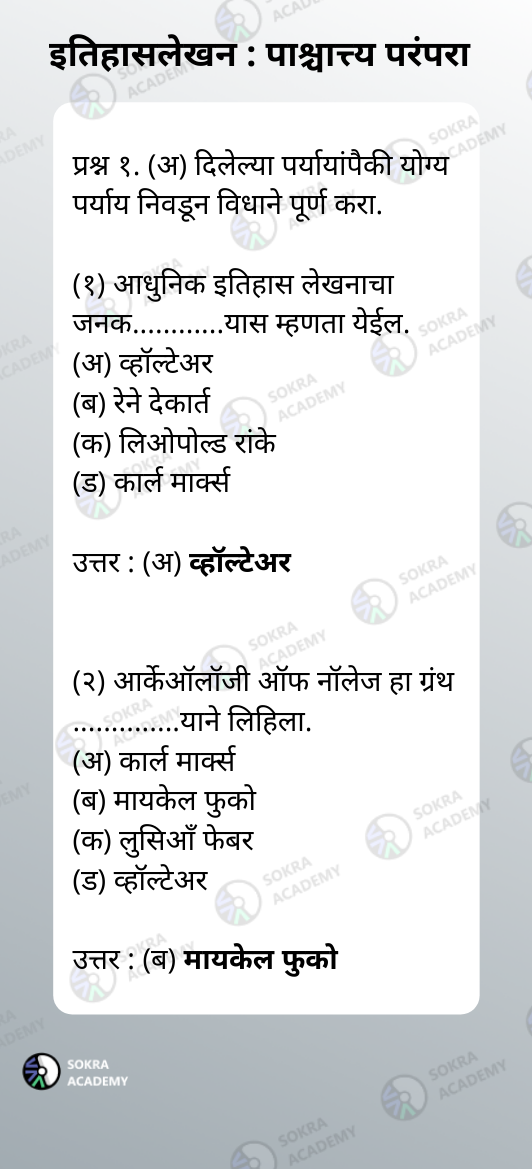 इतिहासलेखन : पाश्चात्त्य परंपरा
प्रश्न १. (अ) दिलेल्या पर्यायांपैकी योग्य
पर्याय निवडून विधाने पूर्ण करा.
(१) आधुनिक इतिहास लेखनाचा
जनक............यास म्हणता येईल.
(अ) व्हॉल्टेअर
(ब) रेने देकार्त
(क) लिओपोल्ड रांके
(ड) कार्ल मार्क्स
उत्तर : (अ) व्हॉल्टेअर
(२) आर्केऑलॉजी ऑफ नॉलेज हा ग्रंथ
..............याने लिहिला.
(अ) कार्ल मार्क्स
(ब) मायकेल फुको
(क) लुसिआँ फेबर
(ड) व्हॉल्टेअर
उत्तर : (ब) मायकेल फुको
SOKRA
ACADEMY